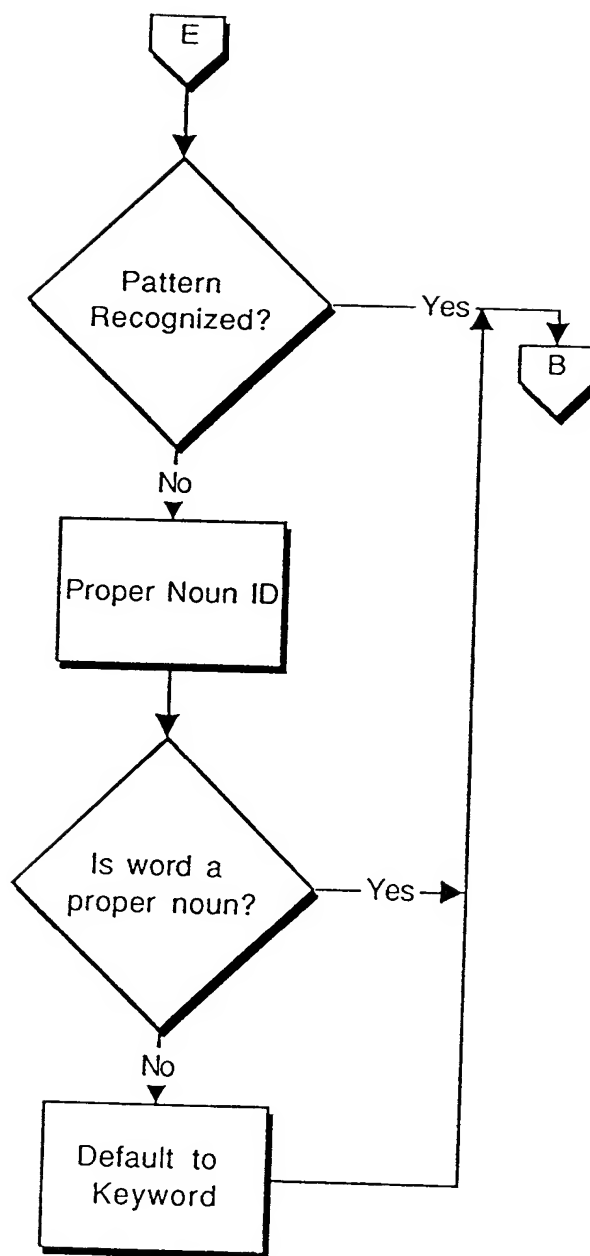 E
Pattern
Recognized?
Yes
B
No
Proper Noun ID
Is word a
proper noun?
Yes
No
Default to
Keyword